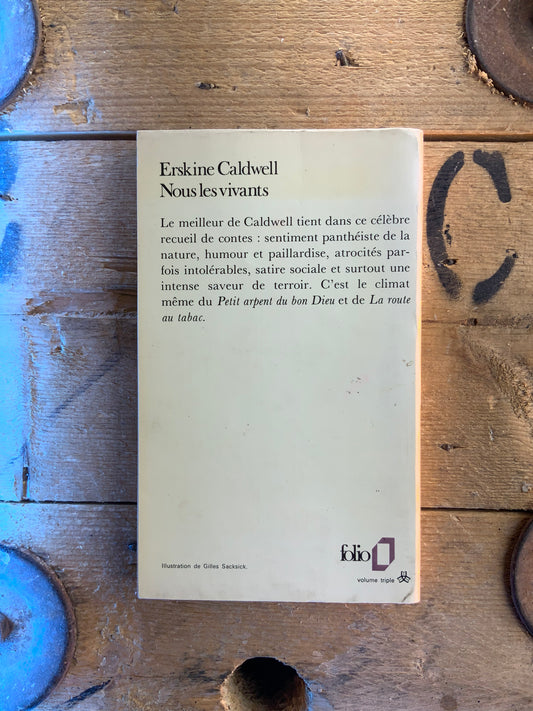 Erskine Caldwell
Nous les vivants
Le meilleur de Caldwell tient dans ce célèbre
recueil de contes : sentiment panthéiste de la
nature, humour et paillardise, atrocités par-
fois intolérables, satire sociale et surtout une
intense saveur de terroir. C'est le climat
même du Petit arpent du bon Dieu et de La route
au tabac.
folio
Illustration de Gilles Sacksick.
volume triple